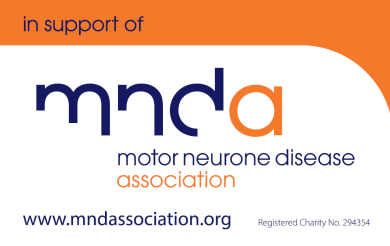 in support of
mnda
motor neurone disease
association
www.mndassociation.org
Registered Charity No. 294354